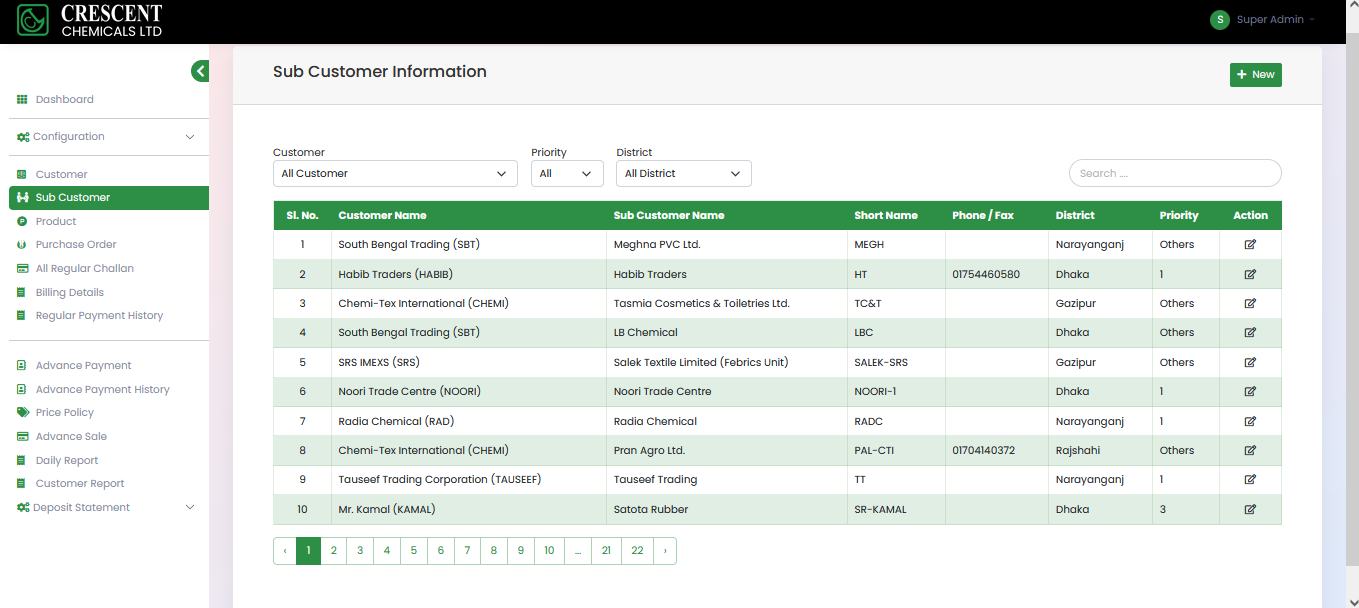 CRESCENT
CHEMICALS LTD
S Super Admin
Dashboard
Configuration
Customer
Sub Customer
Product
Purchase Order
All Regular Challan
Billing Details
Regular Payment History
Advance Payment
Advance Payment History
Price Policy
Advance Sale
Daily Report
Customer Report
Deposit Statement
Sub Customer Information
+ New
Customer Priority District
All Customer All All District Search ....
Sl. No. Customer Name Sub Customer Name Short Name Phone / Fax District Priority Action
1 South Bengal Trading (SBT) Meghna PVC Ltd. MEGH Narayanganj Others
2 Habib Traders (HABIB) Habib Traders HT 01754460580 Dhaka 1
3 Chemi-Tex International (CHEMI) Tasmia Cosmetics & Toiletries Ltd. TC&T Gazipur Others
4 South Bengal Trading (SBT) LB Chemical LBC Dhaka Others
5 SRS IMEXS (SRS) Salek Textile Limited (Febrics Unit) SALEK-SRS Gazipur Others
6 Noori Trade Centre (NOORI) Noori Trade Centre NOORI-1 Dhaka 1
7 Radia Chemical (RAD) Radia Chemical RADC Narayanganj 1
8 Chemi-Tex International (CHEMI) Pran Agro Ltd. PAL-CTI 01704140372 Rajshahi Others
9 Tauseef Trading Corporation (TAUSEEF) Tauseef Trading TT Narayanganj 1
10 Mr. Kamal (KAMAL) Satota Rubber SR-KAMAL Dhaka 3
‹ 1 2 3 4 5 6 7 8 9 10 ... 21 22 ›